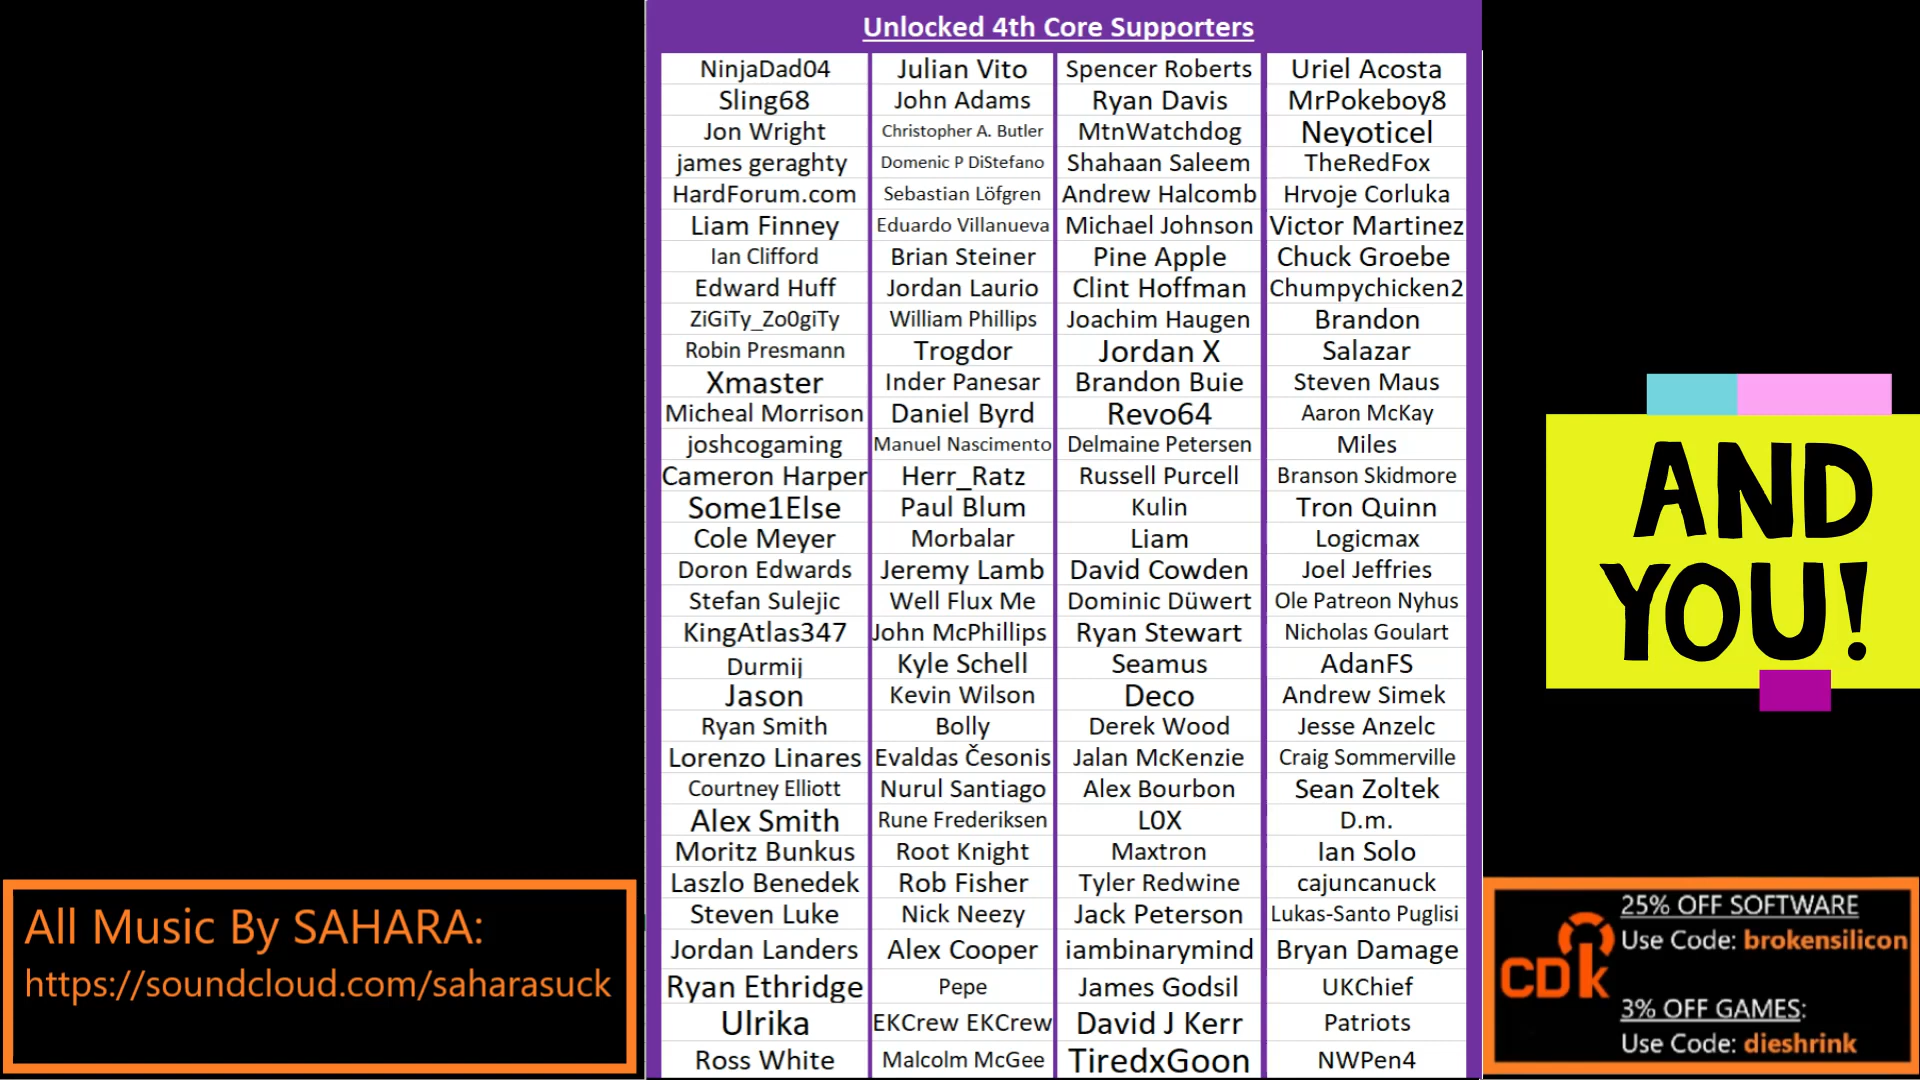 Unlocked 4th Core Supporters
NinjaDad04 Julian Vito Spencer Roberts Uriel Acosta
Sling68 John Adams Ryan Davis MrPokeboy8
Jon Wright Christopher A. Butler MtnWatchdog Neyoticel
james geraghty Domenic P DiStefano Shahaan Saleem TheRedFox
HardForum.com Sebastian Löfgren Andrew Halcomb Hrvoje Corluka
Liam Finney Eduardo Villanueva Michael Johnson Victor Martinez
Ian Clifford Brian Steiner Pine Apple Chuck Groebe
Edward Huff Jordan Laurio Clint Hoffman Chumpychicken2
ZiGiTy_Zo0giTy William Phillips Joachim Haugen Brandon
Robin Presmann Trogdor Jordan X Salazar
Xmaster Inder Panesar Brandon Buie Steven Maus
Micheal Morrison Daniel Byrd Revo64 Aaron McKay
joshcogaming Manuel Nascimento Delmaine Petersen Miles
Cameron Harper Herr_Ratz Russell Purcell Branson Skidmore
Some1Else Paul Blum Kulin Tron Quinn
Cole Meyer Morbalar Liam Logicmax
Doron Edwards Jeremy Lamb David Cowden Joel Jeffries
Stefan Sulejic Well Flux Me Dominic Düwert Ole Patreon Nyhus
KingAtlas347 John McPhillips Ryan Stewart Nicholas Goulart
Durmij Kyle Schell Seamus AdanFS
Jason Kevin Wilson Deco Andrew Simek
Ryan Smith Bolly Derek Wood Jesse Anzelc
Lorenzo Linares Evaldas Česonis Jalan McKenzie Craig Sommerville
Courtney Elliott Nurul Santiago Alex Bourbon Sean Zoltek
Alex Smith Rune Frederiksen L0X D.m.
Moritz Bunkus Root Knight Maxtron Ian Solo
Laszlo Benedek Rob Fisher Tyler Redwine cajuncanuck
Steven Luke Nick Neezy Jack Peterson Lukas-Santo Puglisi
Jordan Landers Alex Cooper iambinarymind Bryan Damage
Ryan Ethridge Pepe James Godsil UKChief
Ulrika EKCrew EKCrew David J Kerr Patriots
Ross White Malcolm McGee TiredxGoon NWPen4
AND
YOU!
All Music By SAHARA:
https://soundcloud.com/saharasuck
CDk
25% OFF SOFTWARE
Use Code: brokensilicon
3% OFF GAMES:
Use Code: dieshrink